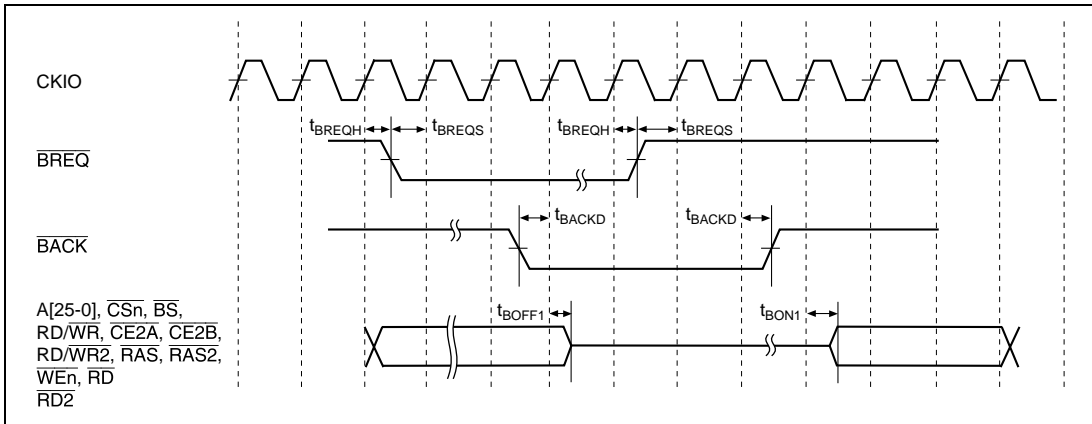 CKIO
tBREQH tBREQS tBREQH tBREQS
BREQ
tBACKD tBACKD
BACK
A[25-0], CSn, BS,
RD/WR, CE2A, CE2B,
RD/WR2, RAS, RAS2,
WEn, RD
RD2
tBOFF1 tBON1